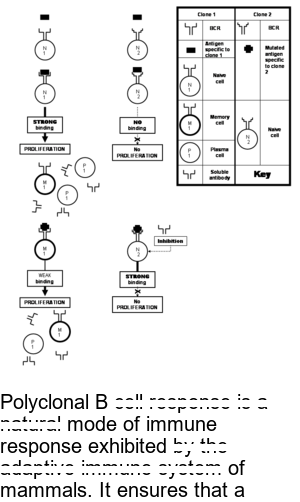 Clone 1 Clone 2
BCR BCR
Antigen specific to clone 1
Mutated antigen specific to clone 2
Naive cell
Naive cell
Memory cell
Plasma cell
Soluble antibody
Key
N 1
N 2
N 1
N 2
N 1
M 1
P 1
N 2
STRONG binding
NO binding
PROLIFERATION
No PROLIFERATION
M 1
P 1
P 1
M 1
N 2
Inhibition
WEAK binding
STRONG binding
PROLIFERATION
No PROLIFERATION
M 1
P 1
Polyclonal B cell response is a
natural mode of immune
response exhibited by the
adaptive immune system of
mammals. It ensures that a